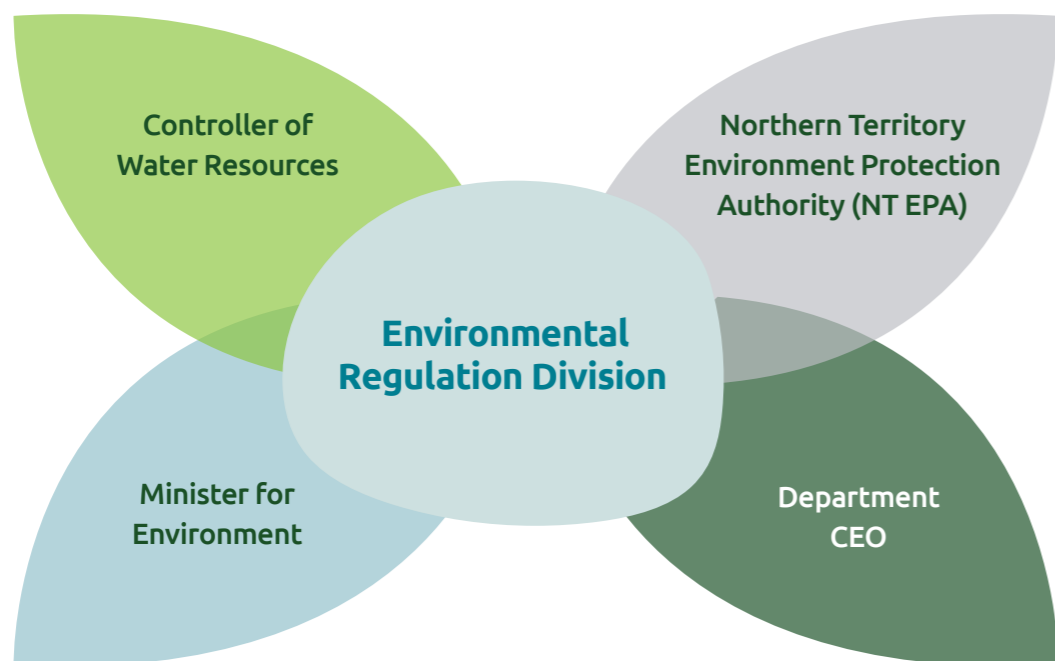 Controller of
Water Resources
Northern Territory
Environment Protection
Authority (NT EPA)
Environmental
Regulation Division
Minister for
Environment
Department
CEO